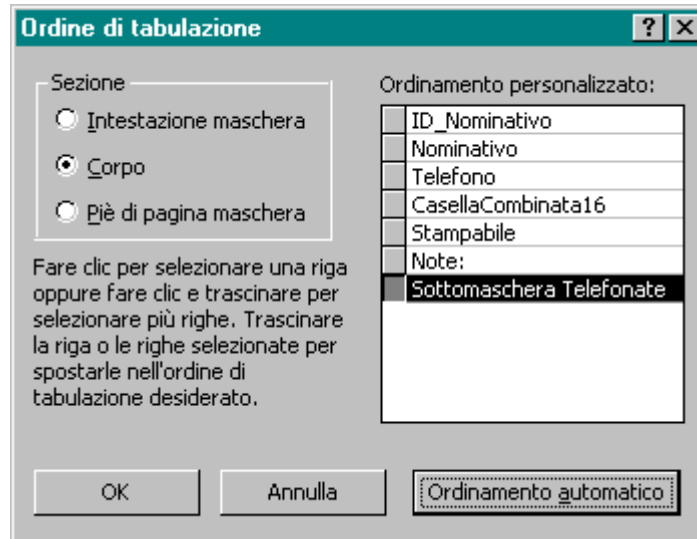 Ordine di tabulazione
Sezione
Intestazione maschera
Corpo
Piè di pagina maschera
Fare clic per selezionare una riga
oppure fare clic e trascinare per
selezionare più righe. Trascinare
la riga o le righe selezionate per
spostarle nell'ordine di
tabulazione desiderato.
Ordinamento personalizzato:
ID_Nominativo
Nominativo
Telefono
CasellaCombinata16
Stampabile
Note:
Sottomaschera Telefonate
OK
Annulla
Ordinamento automatico